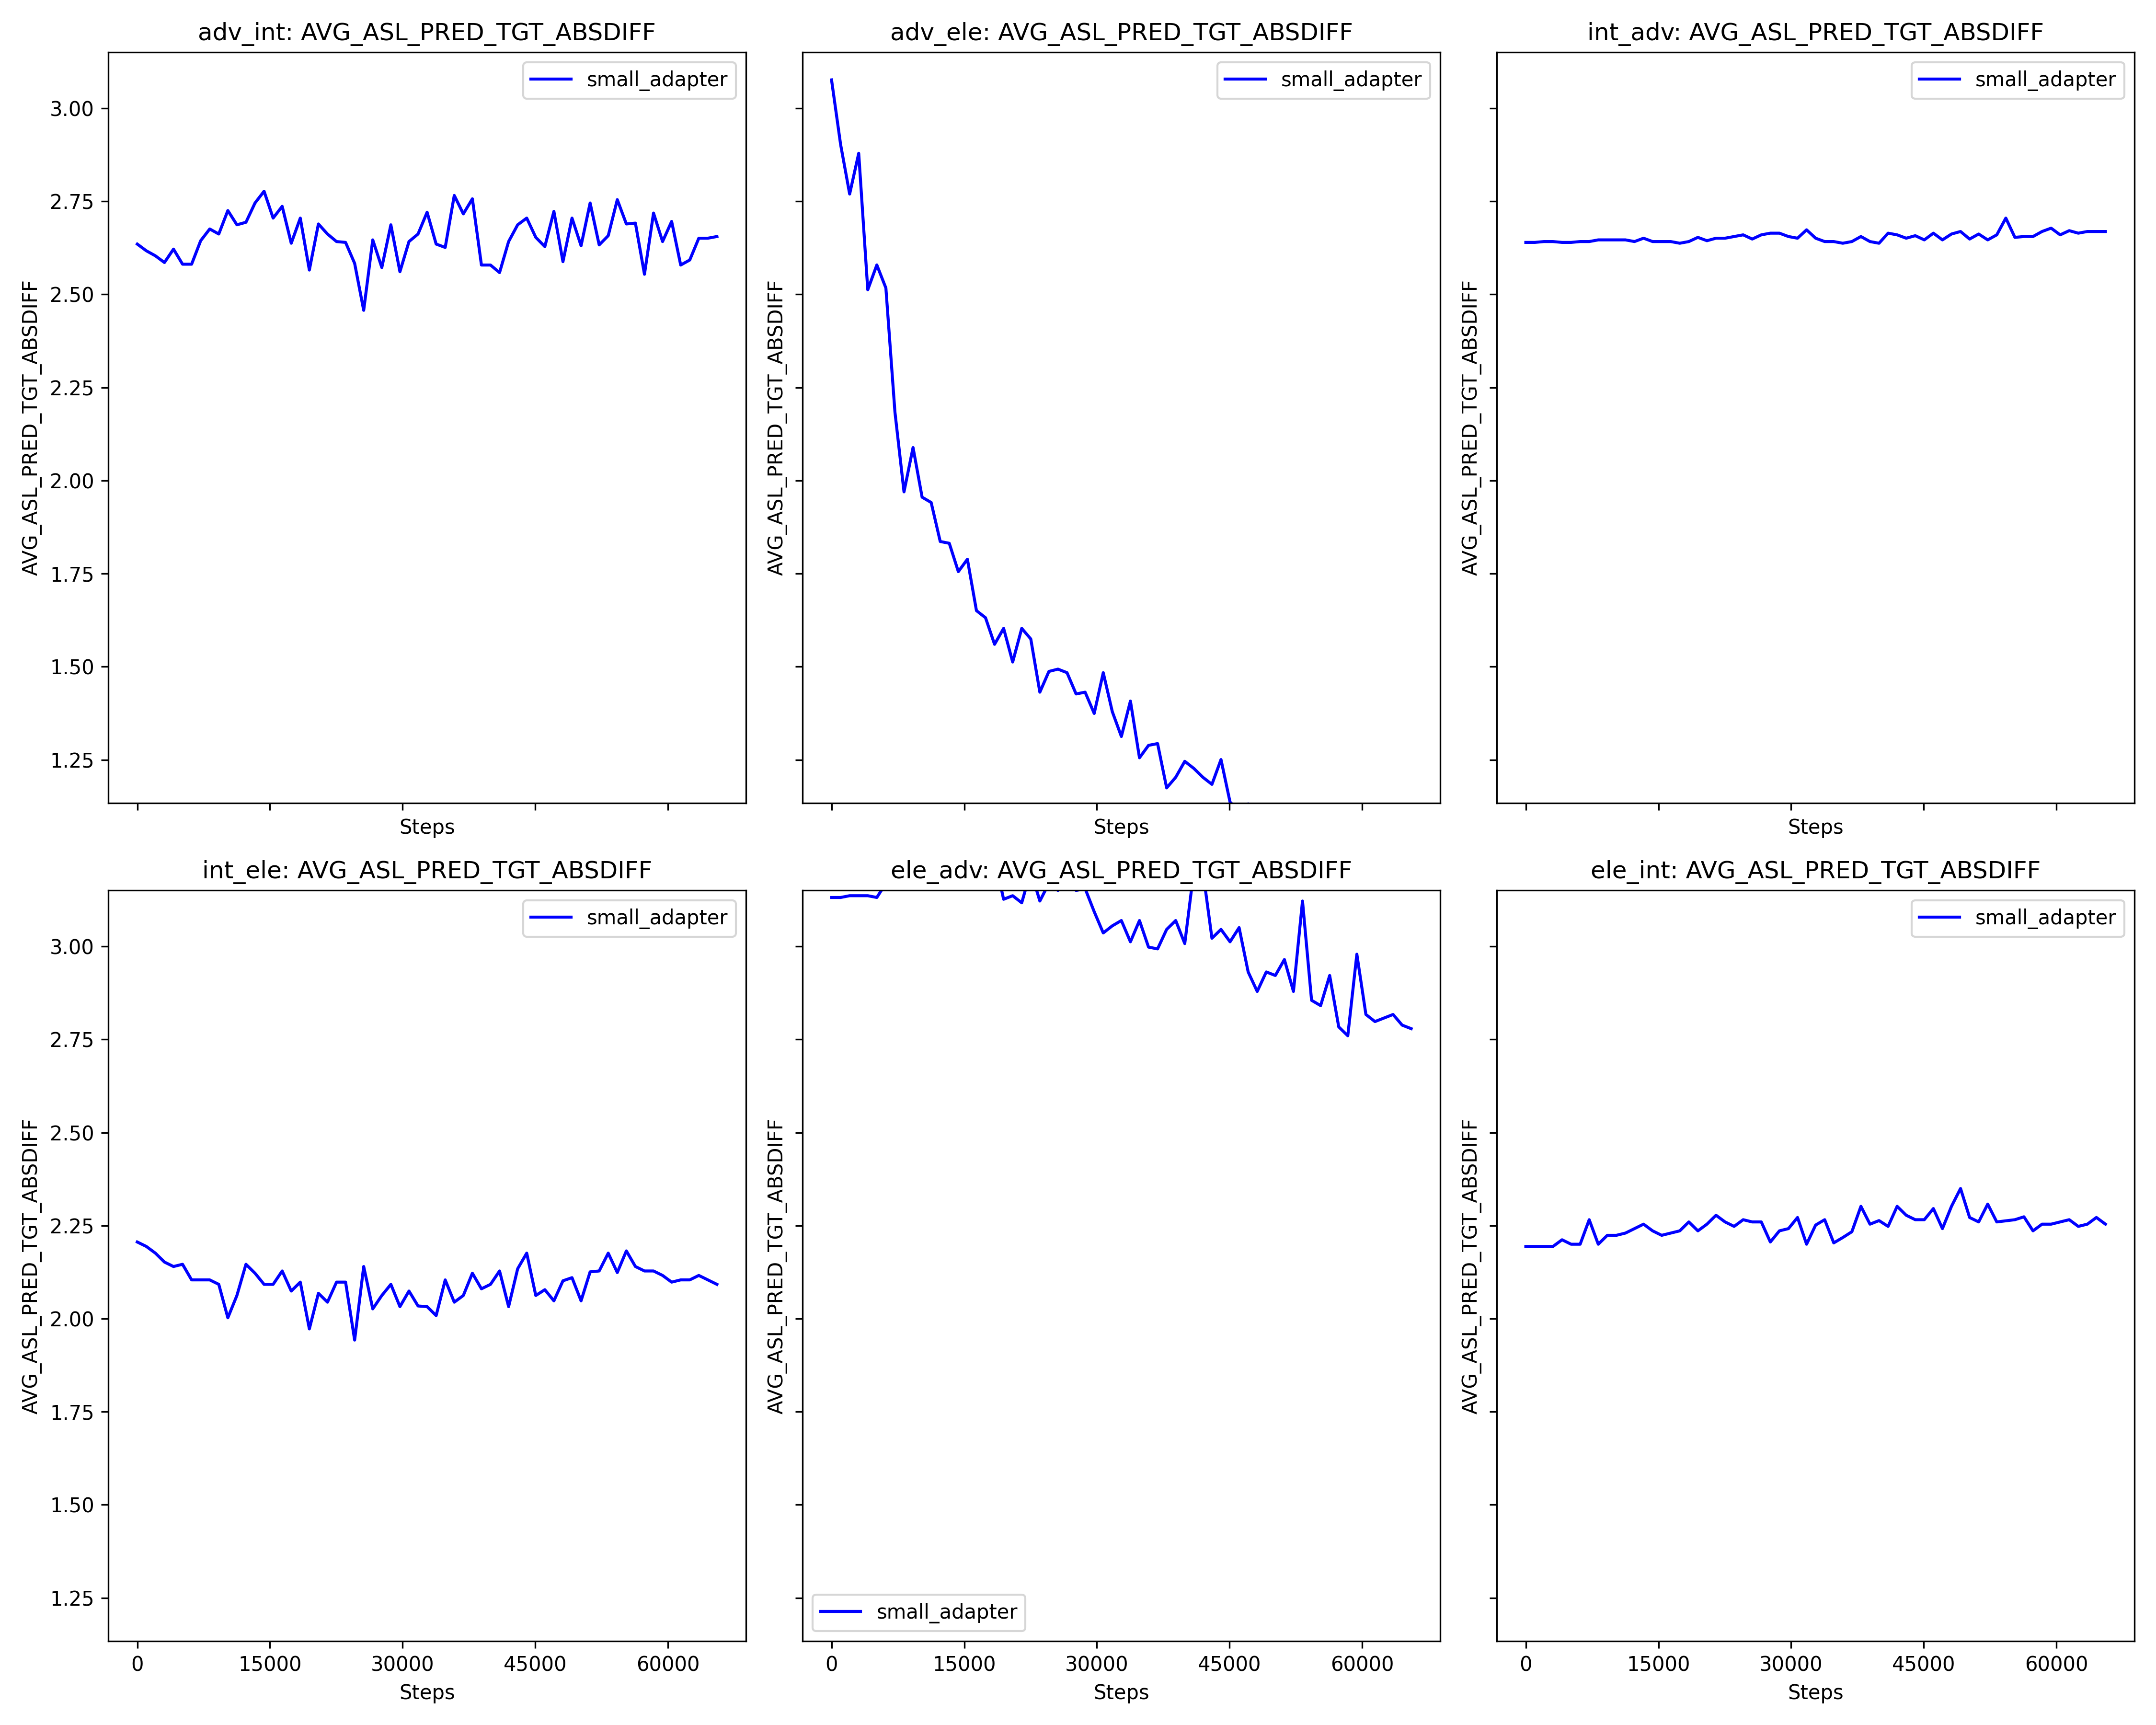 adv_int: AVG_ASL_PRED_TGT_ABSDIFF
small_adapter
AVG_ASL_PRED_TGT_ABSDIFF
3.00
2.75
2.50
2.25
2.00
1.75
1.50
1.25
Steps
adv_ele: AVG_ASL_PRED_TGT_ABSDIFF
small_adapter
AVG_ASL_PRED_TGT_ABSDIFF
Steps
int_adv: AVG_ASL_PRED_TGT_ABSDIFF
small_adapter
AVG_ASL_PRED_TGT_ABSDIFF
Steps
int_ele: AVG_ASL_PRED_TGT_ABSDIFF
small_adapter
AVG_ASL_PRED_TGT_ABSDIFF
3.00
2.75
2.50
2.25
2.00
1.75
1.50
1.25
0 15000 30000 45000 60000
Steps
ele_adv: AVG_ASL_PRED_TGT_ABSDIFF
AVG_ASL_PRED_TGT_ABSDIFF
small_adapter
0 15000 30000 45000 60000
Steps
ele_int: AVG_ASL_PRED_TGT_ABSDIFF
small_adapter
AVG_ASL_PRED_TGT_ABSDIFF
0 15000 30000 45000 60000
Steps